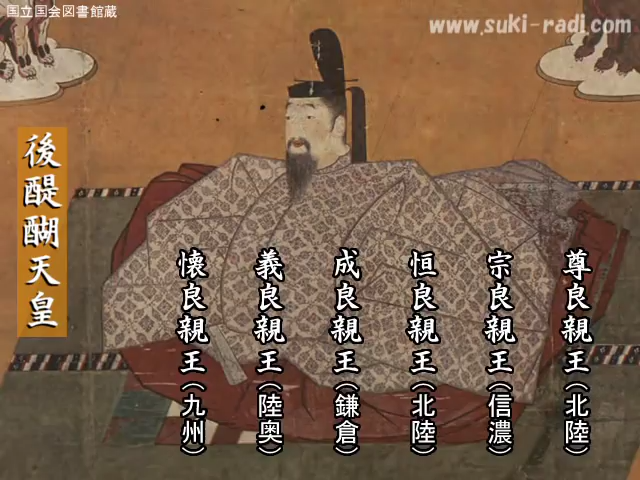 国立国会図書館蔵
www.suki-radi.com
後醍醐天皇
尊良親王(北陸)
宗良親王(信濃)
恒良親王(北陸)
成良親王(鎌倉)
義良親王(陸奥)
懐良親王(九州)